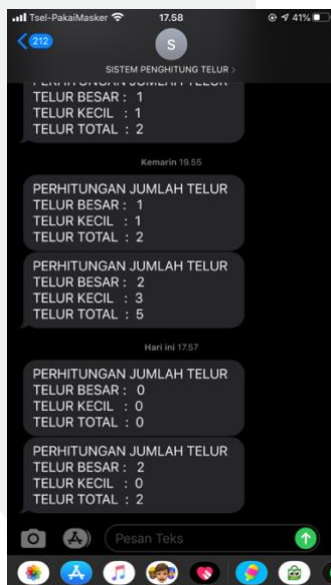 Tsel-PakaiMasker 17.58 41%
212
S
SISTEM PENGHITUNG TELUR >
TELUR BESAR : 1
TELUR KECIL : 1
TELUR TOTAL : 2
Kemarin 19.55
PERHITUNGAN JUMLAH TELUR
TELUR BESAR : 1
TELUR KECIL : 1
TELUR TOTAL : 2
PERHITUNGAN JUMLAH TELUR
TELUR BESAR : 2
TELUR KECIL : 3
TELUR TOTAL : 5
Hari ini 17.57
PERHITUNGAN JUMLAH TELUR
TELUR BESAR : 0
TELUR KECIL : 0
TELUR TOTAL : 0
PERHITUNGAN JUMLAH TELUR
TELUR BESAR : 2
TELUR KECIL : 0
TELUR TOTAL : 2
Pesan Teks